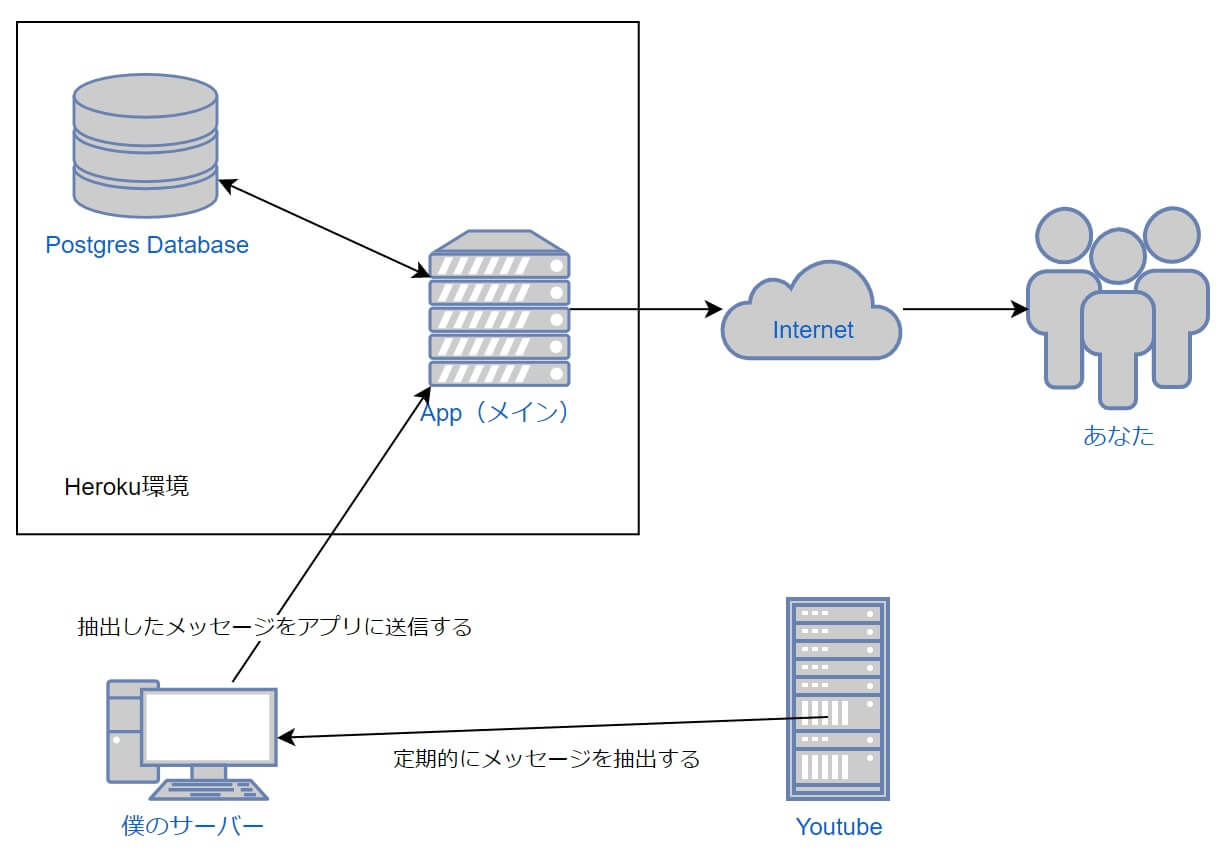 Postgres Database
App（メイン）
Internet
あなた
Heroku環境
抽出したメッセージをアプリに送信する
定期的にメッセージを抽出する
僕のサーバー
Youtube